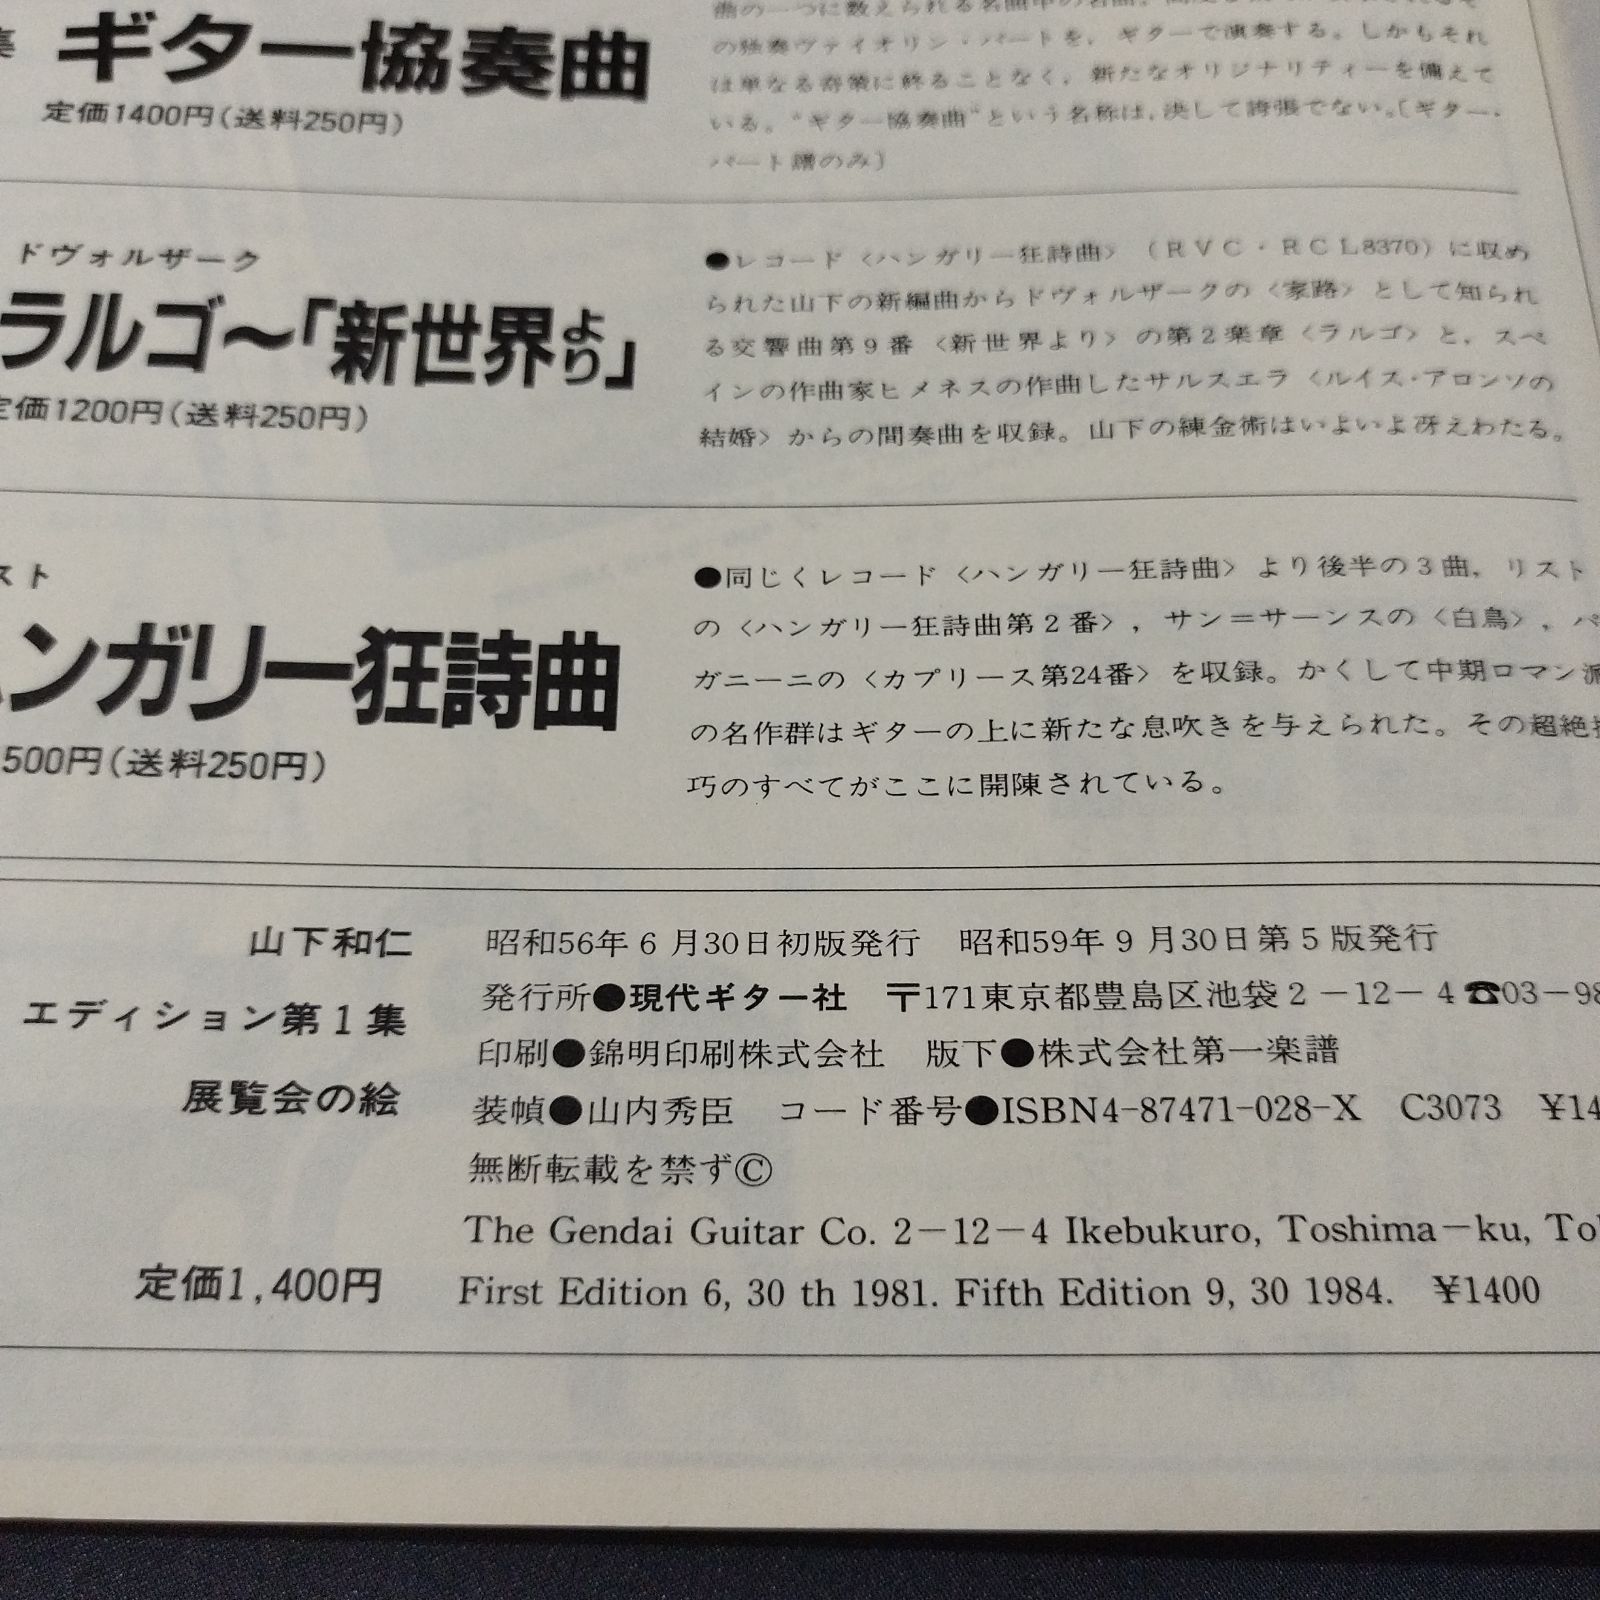 集 ギター協奏曲
定価1400円(送料250円)
の独奏ヴァイオリン・パートを, ギターで演奏する。しかもそれ
は単なる奇策に終ることなく, 新たなオリジナリティーを備えて
いる。“ギター協奏曲”という名称は, 決して誇張でない。〔ギター・
パート譜のみ〕
ドヴォルザーク
ラルゴ〜「新世界より」
定価1200円(送料250円)
●レコード〈ハンガリー狂詩曲〉(RVC・RCL8370)に収め
られた山下の新編曲からドヴォルザークの〈家路〉として知られ
る交響曲第9番〈新世界より〉の第2楽章〈ラルゴ〉と, スペ
インの作曲家ヒメネスの作曲したサルスエラ〈ルイス・アロンソの
結婚〉からの間奏曲を収録。山下の練金術はいよいよ冴えわたる。
スト
ハンガリー狂詩曲
500円(送料250円)
●同じくレコード〈ハンガリー狂詩曲〉より後半の3曲, リスト
の〈ハンガリー狂詩曲第2番〉, サン=サーンスの〈白鳥〉, パ
ガニーニの〈カプリース第24番〉を収録。かくして中期ロマン派
の名作群はギターの上に新たな息吹きを与えられた。その超絶技
巧のすべてがここに開陳されている。
山下和仁
エディション第1集
展覧会の絵
定価1,400円
昭和56年6月30日初版発行 昭和59年9月30日第5版発行
発行所●現代ギター社 〒171東京都豊島区池袋2-12-4☎03-98
印刷●錦明印刷株式会社 版下●株式会社第一楽譜
装幀●山内秀臣 コード番号●ISBN4-87471-028-X C3073 ¥14
無断転載を禁ず©
The Gendai Guitar Co. 2-12-4 Ikebukuro, Toshima-ku, To
First Edition 6, 30 th 1981. Fifth Edition 9, 30 1984. ¥1400